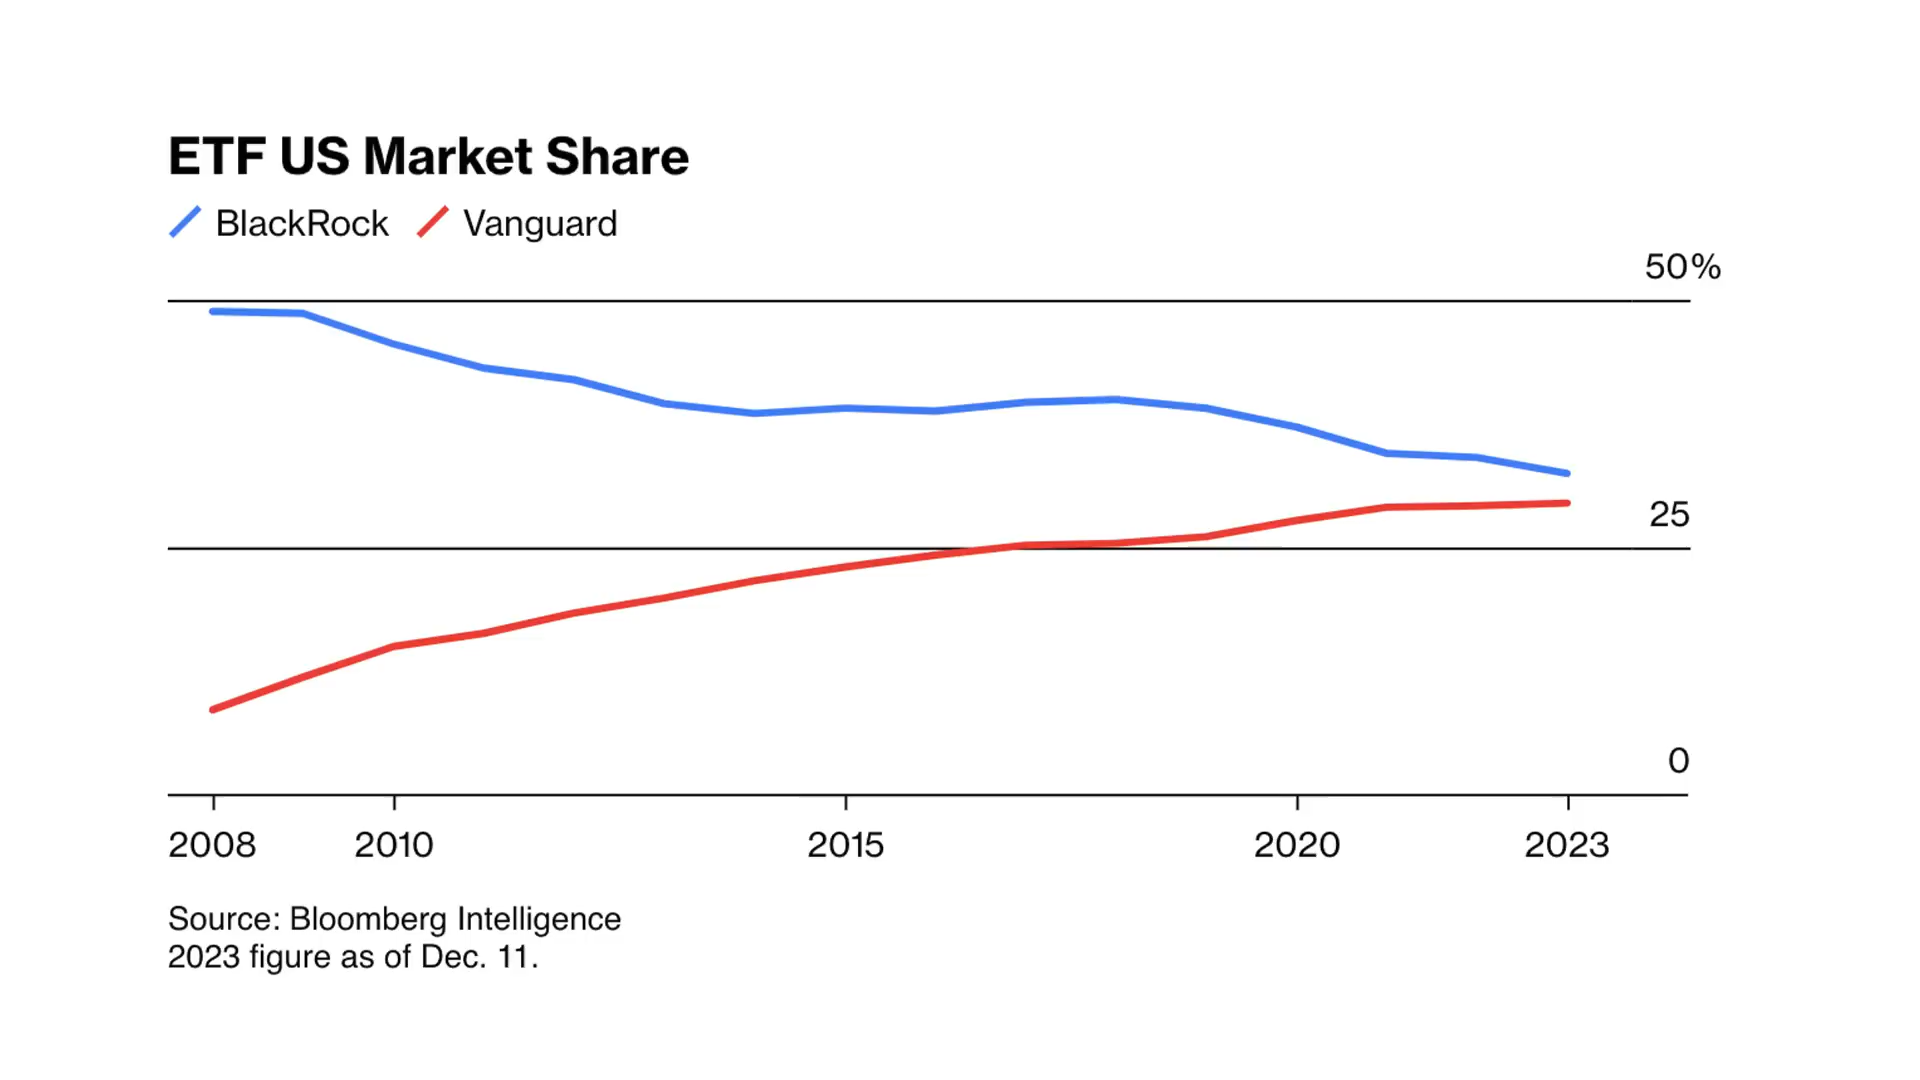 ETF US Market Share
BlackRock Vanguard
50%
25
0
2008 2010 2015 2020 2023
Source: Bloomberg Intelligence
2023 figure as of Dec. 11.